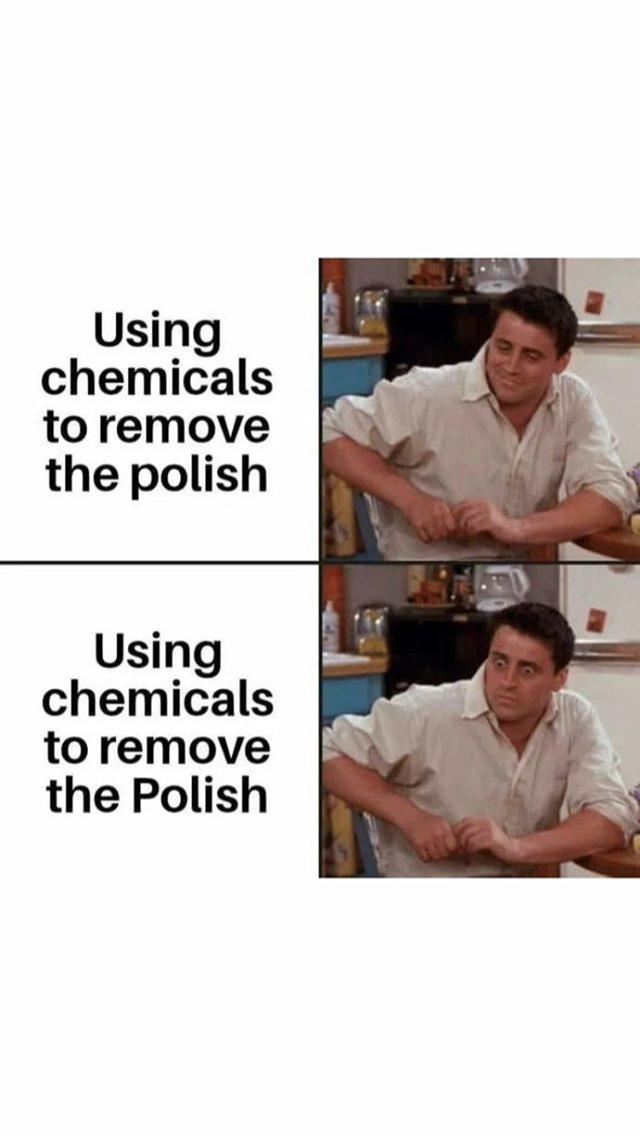 Using
chemicals
to remove
the polish
Using
chemicals
to remove
the Polish